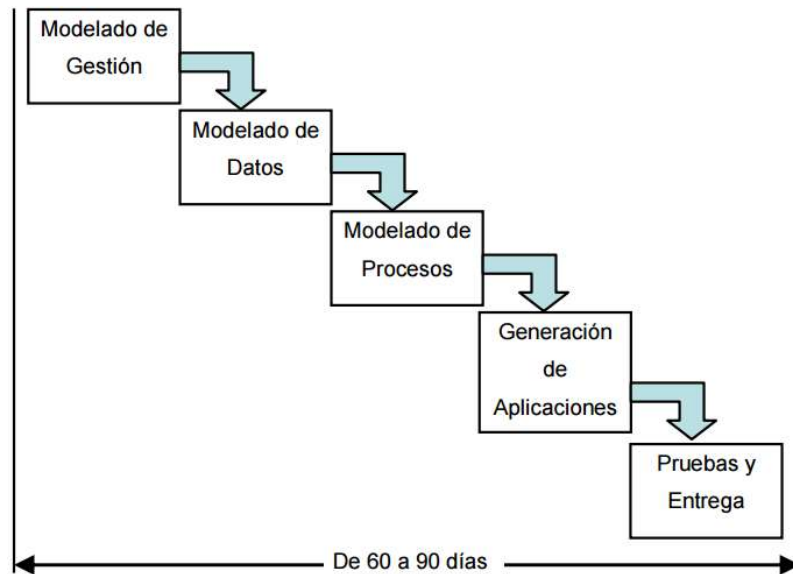 Modelado de
Gestión
Modelado de
Datos
Modelado de
Procesos
Generación
de
Aplicaciones
Pruebas y
Entrega
De 60 a 90 días